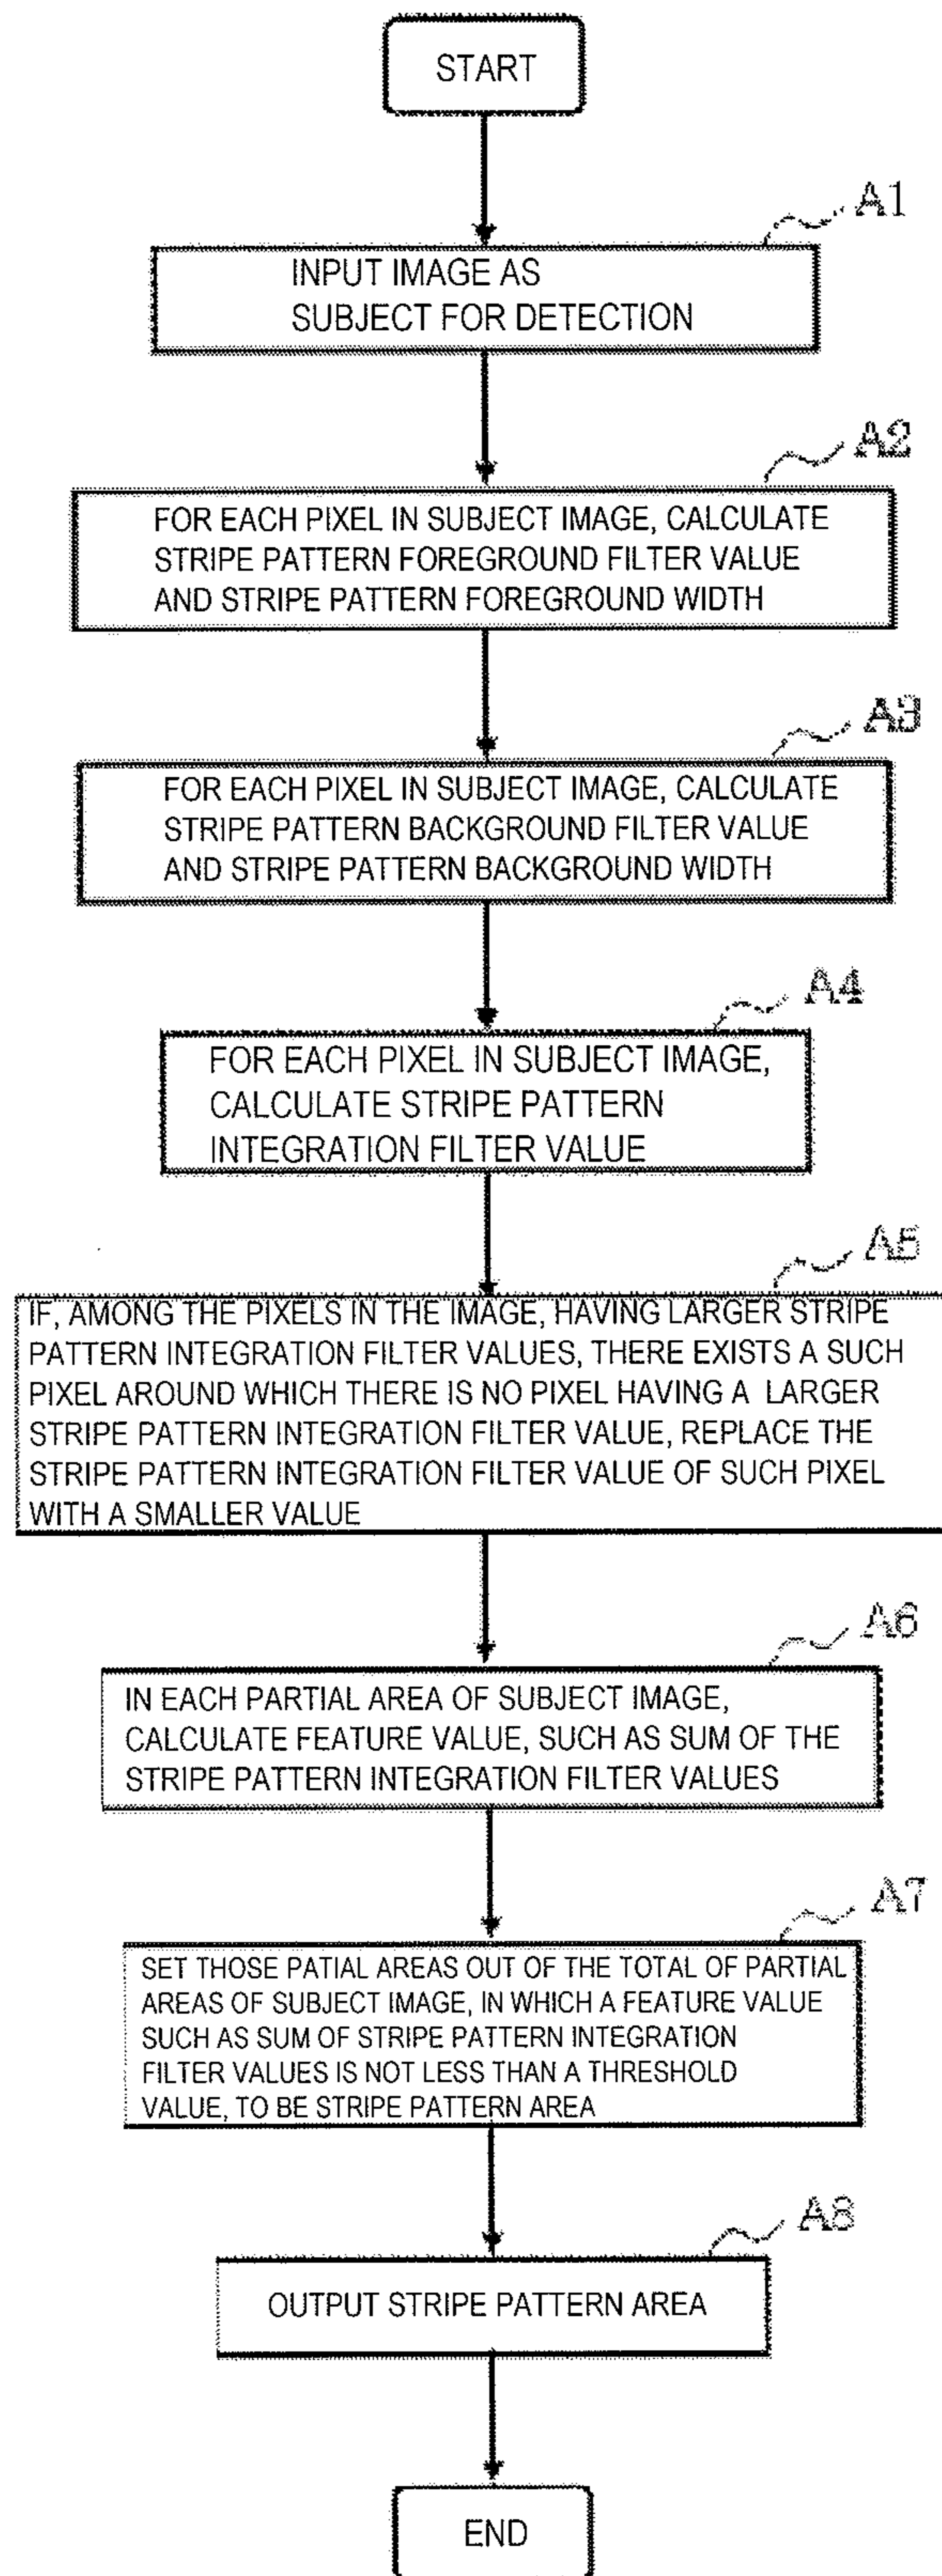 START
A1
INPUT IMAGE AS
SUBJECT FOR DETECTION
A2
FOR EACH PIXEL IN SUBJECT IMAGE, CALCULATE
STRIPE PATTERN FOREGROUND FILTER VALUE
AND STRIPE PATTERN FOREGROUND WIDTH
A3
FOR EACH PIXEL IN SUBJECT IMAGE, CALCULATE
STRIPE PATTERN BACKGROUND FILTER VALUE
AND STRIPE PATTERN BACKGROUND WIDTH
A4
FOR EACH PIXEL IN SUBJECT IMAGE,
CALCULATE STRIPE PATTERN
INTEGRATION FILTER VALUE
A5
IF, AMONG THE PIXELS IN THE IMAGE, HAVING LARGER STRIPE
PATTERN INTEGRATION FILTER VALUES, THERE EXISTS A SUCH
PIXEL AROUND WHICH THERE IS NO PIXEL HAVING A LARGER
STRIPE PATTERN INTEGRATION FILTER VALUE, REPLACE THE
STRIPE PATTERN INTEGRATION FILTER VALUE OF SUCH PIXEL
WITH A SMALLER VALUE
A6
IN EACH PARTIAL AREA OF SUBJECT IMAGE,
CALCULATE FEATURE VALUE, SUCH AS SUM OF THE
STRIPE PATTERN INTEGRATION FILTER VALUES
A7
SET THOSE PATIAL AREAS OUT OF THE TOTAL OF PARTIAL
AREAS OF SUBJECT IMAGE, IN WHICH A FEATURE VALUE
SUCH AS SUM OF STRIPE PATTERN INTEGRATION
FILTER VALUES IS NOT LESS THAN A THRESHOLD
VALUE, TO BE STRIPE PATTERN AREA
A8
OUTPUT STRIPE PATTERN AREA
END